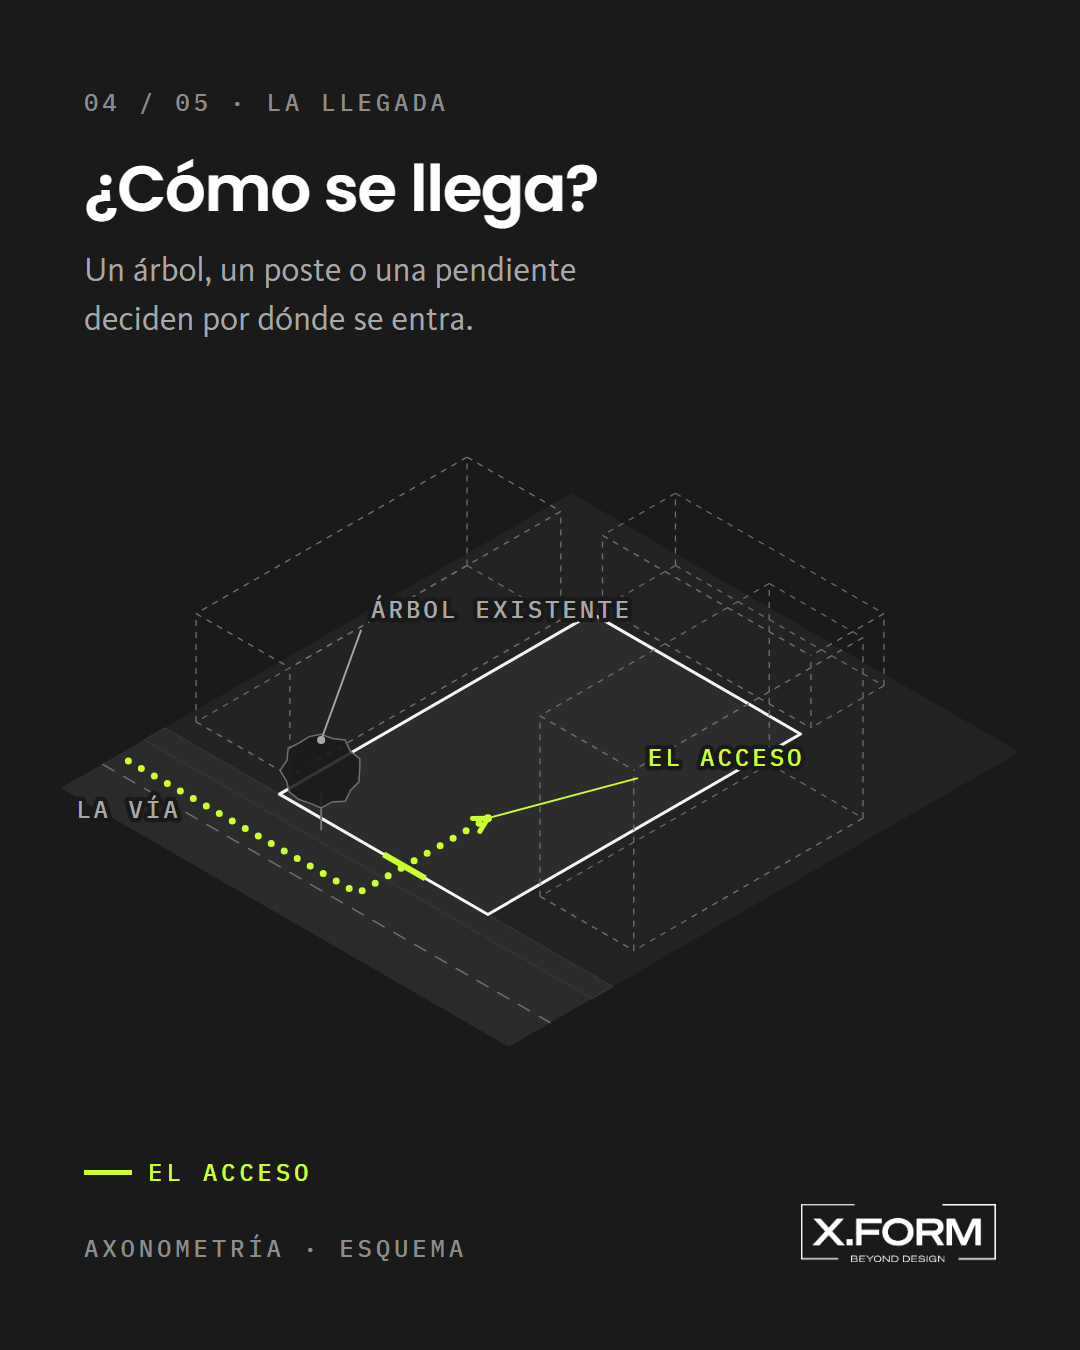 04 / 05 · LA LLEGADA
¿Cómo se llega?
Un árbol, un poste o una pendiente
deciden por dónde se entra.
ÁRBOL EXISTENTE
EL ACCESO
LA VÍA
EL ACCESO
AXONOMETRÍA · ESQUEMA
X.FORM
BEYOND DESIGN